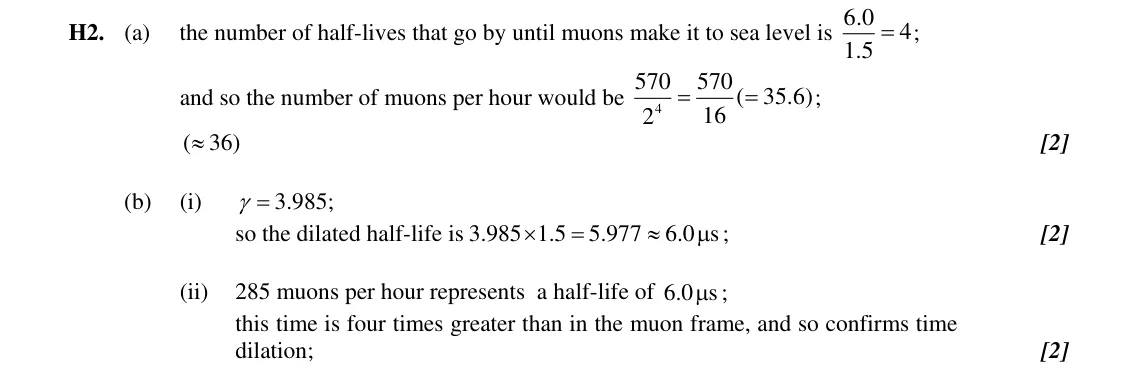 H2. (a) the number of half-lives that go by until muons make it to sea level is 6.0/1.5 = 4;
and so the number of muons per hour would be 570/2⁴ = 570/16 (= 35.6);
(≈ 36) [2]
(b) (i) γ = 3.985;
so the dilated half-life is 3.985×1.5 = 5.977 ≈ 6.0 μs; [2]
(ii) 285 muons per hour represents a half-life of 6.0 μs;
this time is four times greater than in the muon frame, and so confirms time
dilation; [2]